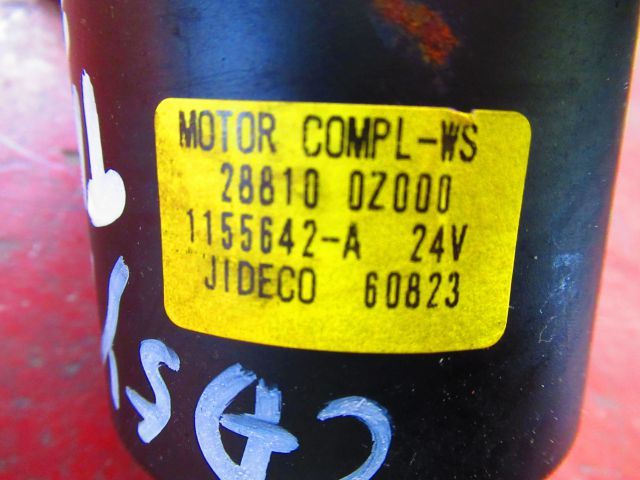 MOTOR COMPL-WS
28810 0Z000
1155642-A 24V
JIDECO 60823